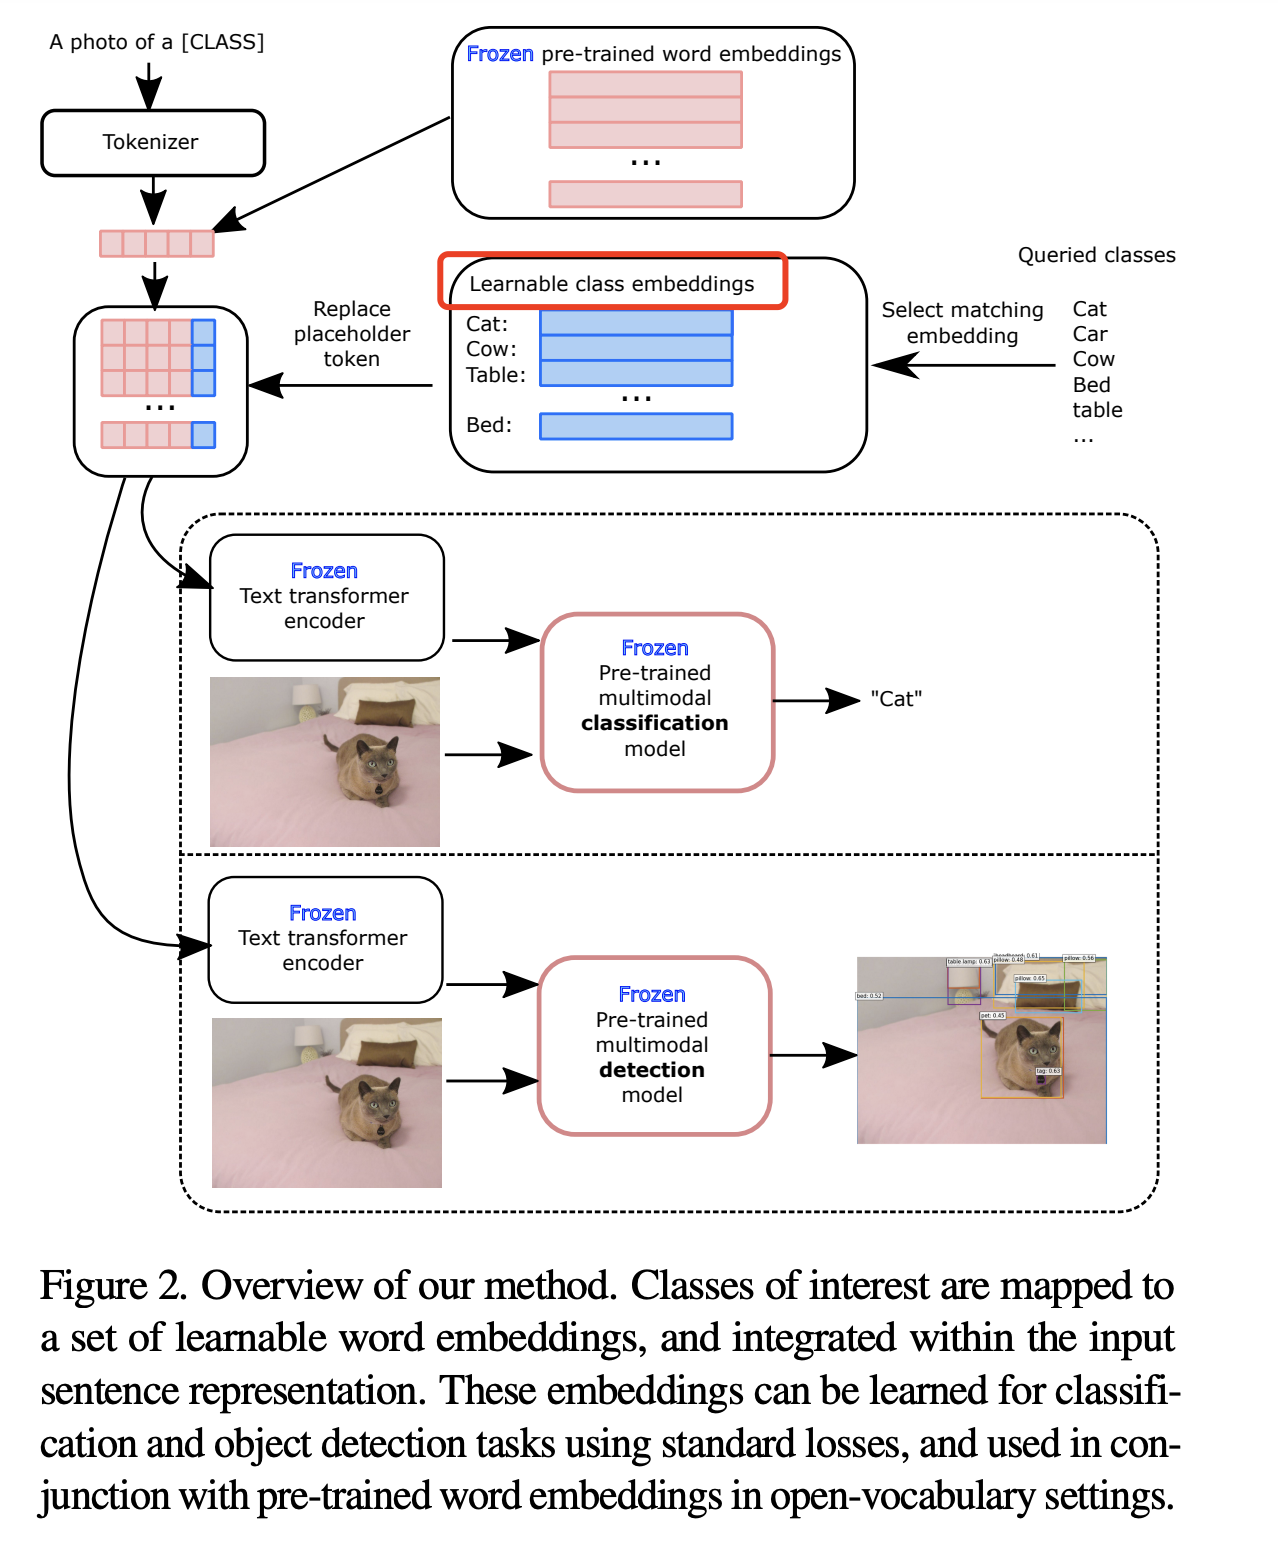 A photo of a [CLASS]
Tokenizer
Frozen pre-trained word embeddings
...
Learnable class embeddings
Cat:
Cow:
Table:
...
Bed:
Replace
placeholder
token
...
Queried classes
Select matching
embedding
Cat
Car
Cow
Bed
table
...
Frozen
Text transformer
encoder
Frozen
Pre-trained
multimodal
classification
model
"Cat"
Frozen
Text transformer
encoder
Frozen
Pre-trained
multimodal
detection
model
table lamp: 0.63
pillow: 0.48
pillow: 0.56
pillow: 0.65
bed: 0.52
pet: 0.45
tag: 0.63
Figure 2. Overview of our method. Classes of interest are mapped to
a set of learnable word embeddings, and integrated within the input
sentence representation. These embeddings can be learned for classifi-
cation and object detection tasks using standard losses, and used in con-
junction with pre-trained word embeddings in open-vocabulary settings.